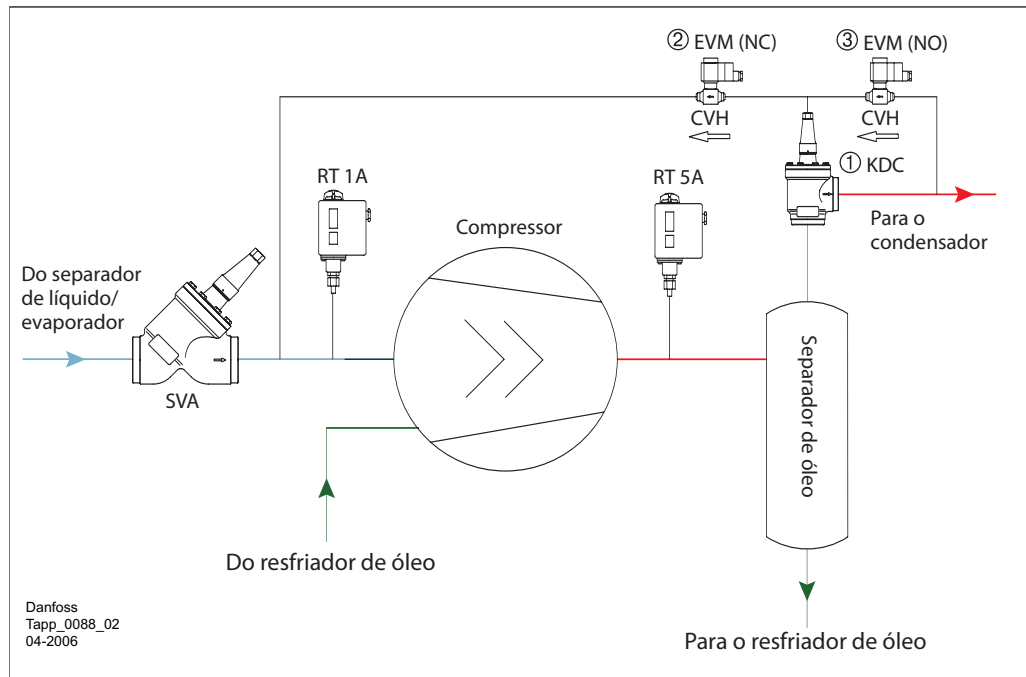 ② EVM (NC)
③ EVM (NO)
CVH
CVH
① KDC
RT 1A
RT 5A
Compressor
Para o
condensador
Do separador
de líquido/
evaporador
SVA
Separador de óleo
Do resfriador de óleo
Para o resfriador de óleo
Danfoss
Tapp_0088_02
04-2006